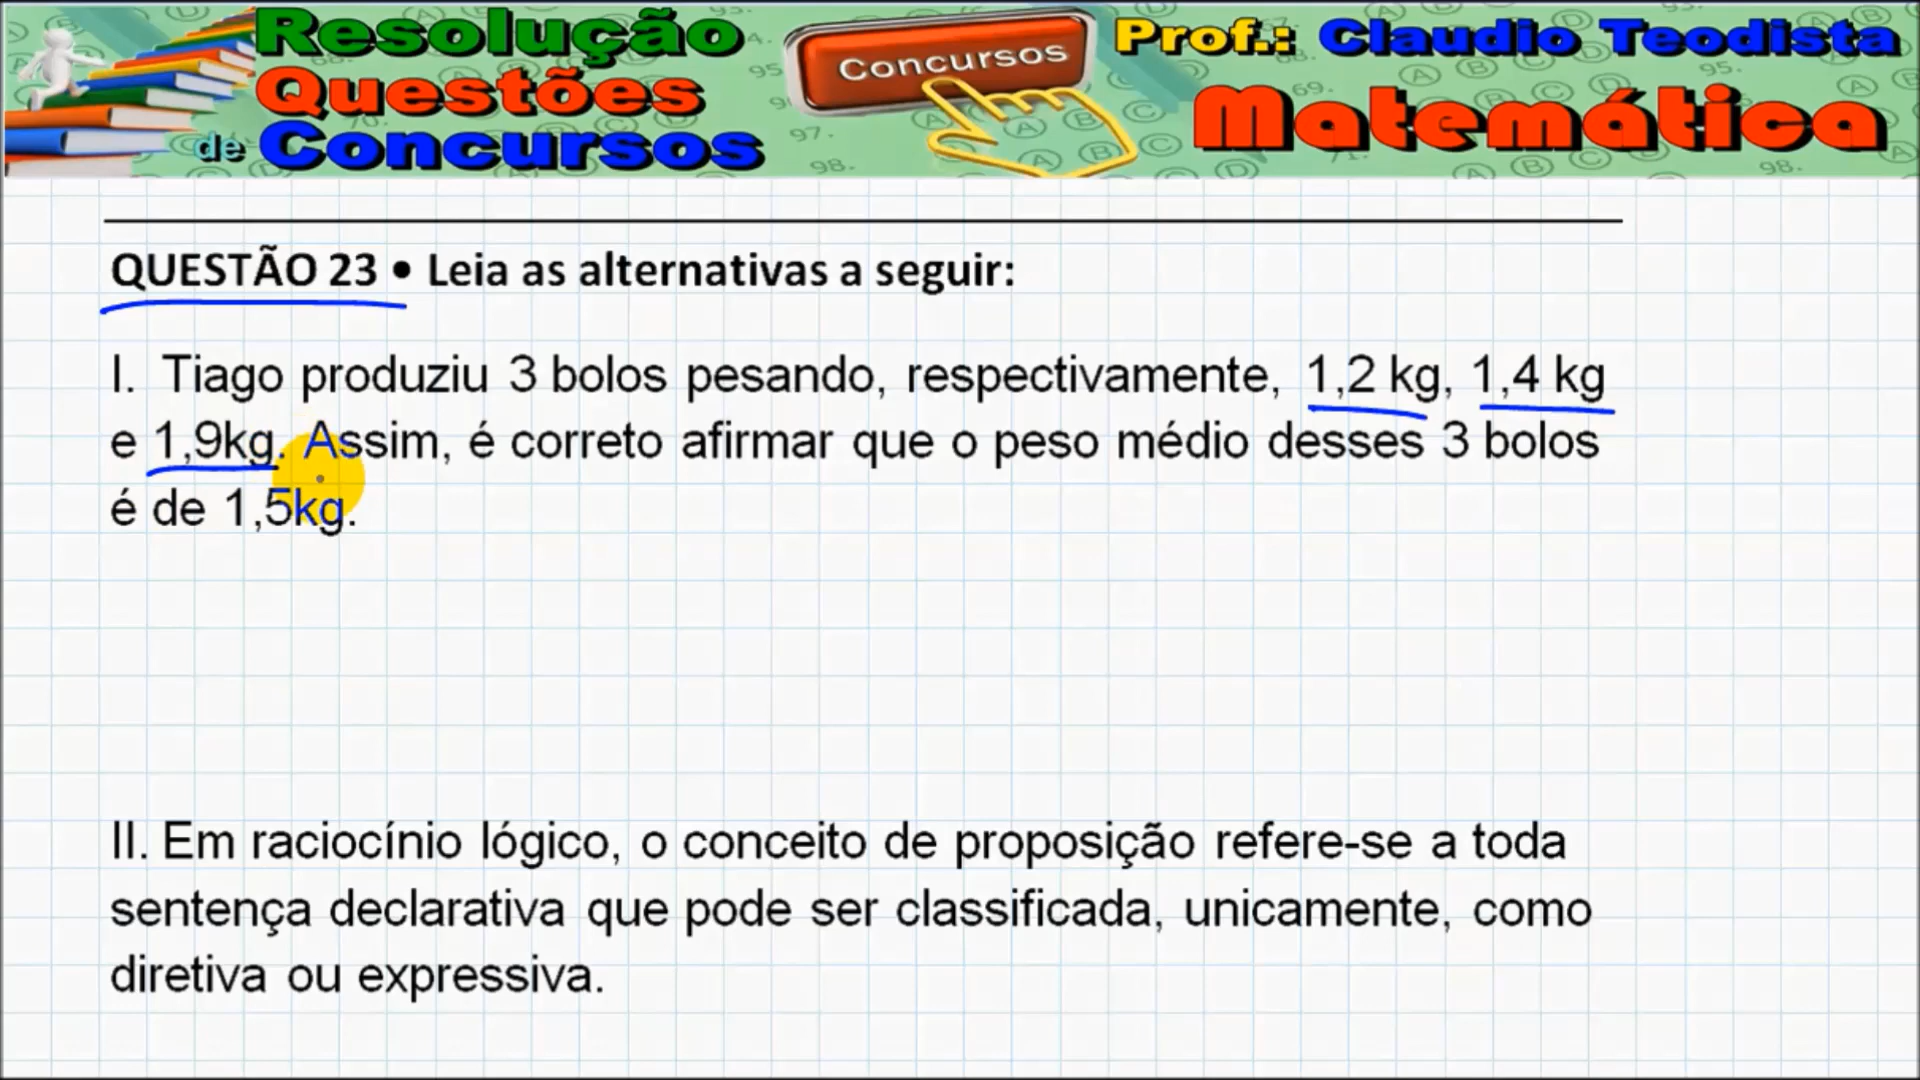 Resolução
Questões
de Concursos
Concursos
Prof.: Claudio Teodista
Matemática
QUESTÃO 23 • Leia as alternativas a seguir:
I. Tiago produziu 3 bolos pesando, respectivamente, 1,2 kg, 1,4 kg
e 1,9kg. Assim, é correto afirmar que o peso médio desses 3 bolos
é de 1,5kg.
II. Em raciocínio lógico, o conceito de proposição refere-se a toda
sentença declarativa que pode ser classificada, unicamente, como
diretiva ou expressiva.